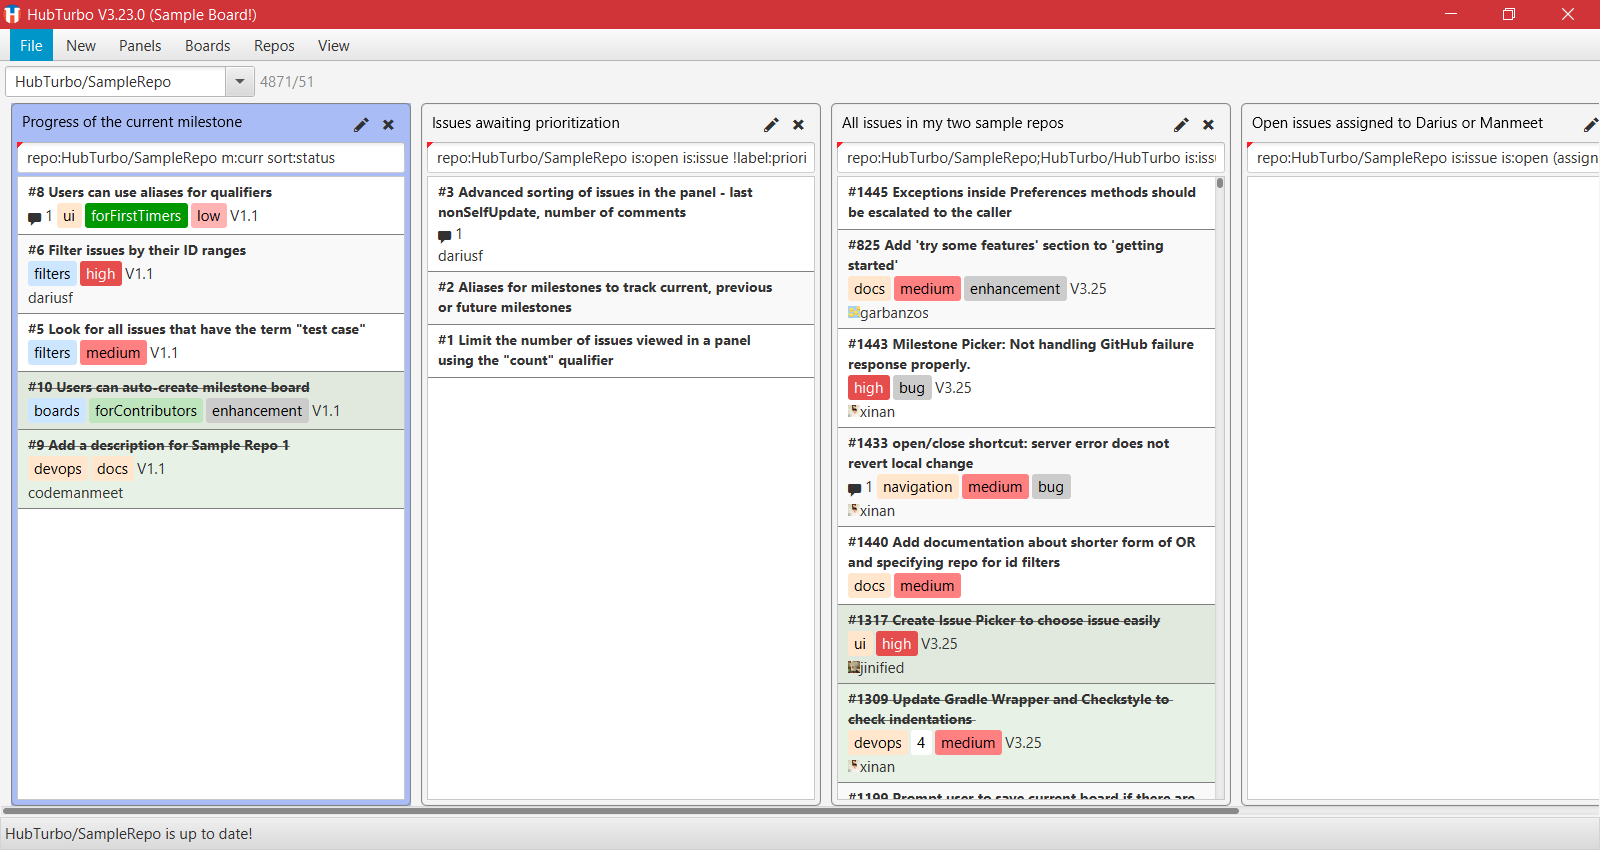 HubTurbo V3.23.0 (Sample Board!)
File New Panels Boards Repos View
HubTurbo/SampleRepo 4871/51
Progress of the current milestone
repo:HubTurbo/SampleRepo m:curr sort:status
#8 Users can use aliases for qualifiers
1 ui forFirstTimers low V1.1
#6 Filter issues by their ID ranges
filters high V1.1
dariusf
#5 Look for all issues that have the term "test case"
filters medium V1.1
#10 Users can auto-create milestone board
boards forContributors enhancement V1.1
#9 Add a description for Sample Repo 1
devops docs V1.1
codemanmeet
Issues awaiting prioritization
repo:HubTurbo/SampleRepo is:open is:issue !label:priori
#3 Advanced sorting of issues in the panel - last
nonSelfUpdate, number of comments
1
dariusf
#2 Aliases for milestones to track current, previous
or future milestones
#1 Limit the number of issues viewed in a panel
using the "count" qualifier
All issues in my two sample repos
repo:HubTurbo/SampleRepo;HubTurbo/HubTurbo is:issu
#1445 Exceptions inside Preferences methods should
be escalated to the caller
#825 Add 'try some features' section to 'getting
started'
docs medium enhancement V3.25
garbanzos
#1443 Milestone Picker: Not handling GitHub failure
response properly.
high bug V3.25
xinan
#1433 open/close shortcut: server error does not
revert local change
1 navigation medium bug
xinan
#1440 Add documentation about shorter form of OR
and specifying repo for id filters
docs medium
#1317 Create Issue Picker to choose issue easily
ui high V3.25
jinified
#1309 Update Gradle Wrapper and Checkstyle to
check indentations
devops 4 medium V3.25
xinan
#1199 Prompt user to save current board if there are
Open issues assigned to Darius or Manmeet
repo:HubTurbo/SampleRepo is:issue is:open (assign
HubTurbo/SampleRepo is up to date!